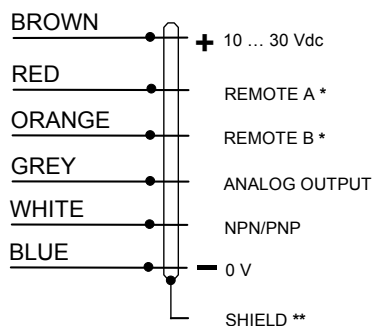 BROWN
+ 10 ... 30 Vdc
RED
REMOTE A *
ORANGE
REMOTE B *
GREY
ANALOG OUTPUT
WHITE
NPN/PNP
BLUE
− 0 V
SHIELD **